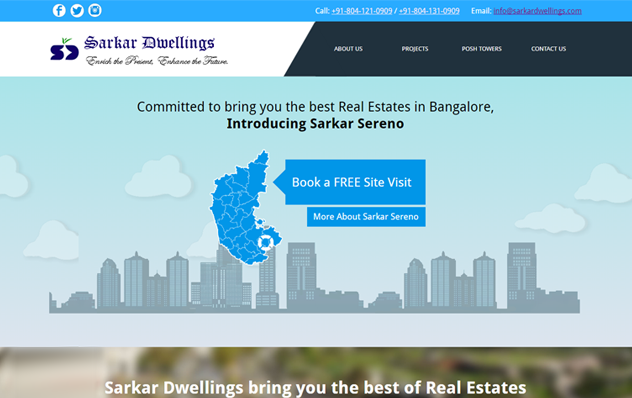 Call: +91-804-121-0909 / +91-804-131-0909 Email: info@sarkardwellings.com
Sarkar Dwellings
Enrich the Present, Enhance the Future.
ABOUT US PROJECTS POSH TOWERS CONTACT US
Committed to bring you the best Real Estates in Bangalore,
Introducing Sarkar Sereno
Book a FREE Site Visit
More About Sarkar Sereno
Sarkar Dwellings bring you the best of Real Estates